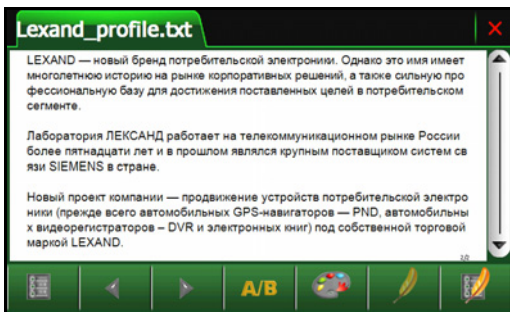 Lexand_profile.txt
LEXAND — новый бренд потребительской электроники. Однако это имя имеет
многолетнюю историю на рынке корпоративных решений, а также сильную про
фессиональную базу для достижения поставленных целей в потребительском
сегменте.
Лаборатория ЛЕКСАНД работает на телекоммуникационном рынке России
более пятнадцати лет и в прошлом являлся крупным поставщиком систем св
язи SIEMENS в стране.
Новый проект компании — продвижение устройств потребительской электро
ники (прежде всего автомобильных GPS-навигаторов — PND, автомобильны
х видеорегистраторов – DVR и электронных книг) под собственной торговой
маркой LEXAND.
A/B